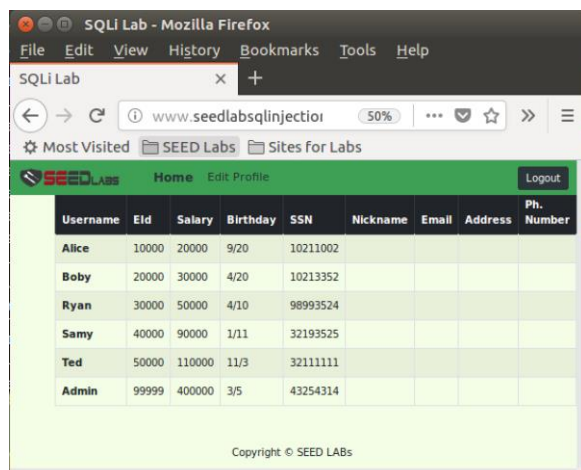 SQLi Lab - Mozilla Firefox
File Edit View History Bookmarks Tools Help
SQLi Lab × +
www.seedlabsqlinjection 50% ... »
Most Visited SEED Labs Sites for Labs
SEEDLABS Home Edit Profile Logout
Username EId Salary Birthday SSN Nickname Email Address Ph. Number
Alice 10000 20000 9/20 10211002
Boby 20000 30000 4/20 10213352
Ryan 30000 50000 4/10 98993524
Samy 40000 90000 1/11 32193525
Ted 50000 110000 11/3 32111111
Admin 99999 400000 3/5 43254314
Copyright © SEED LABs